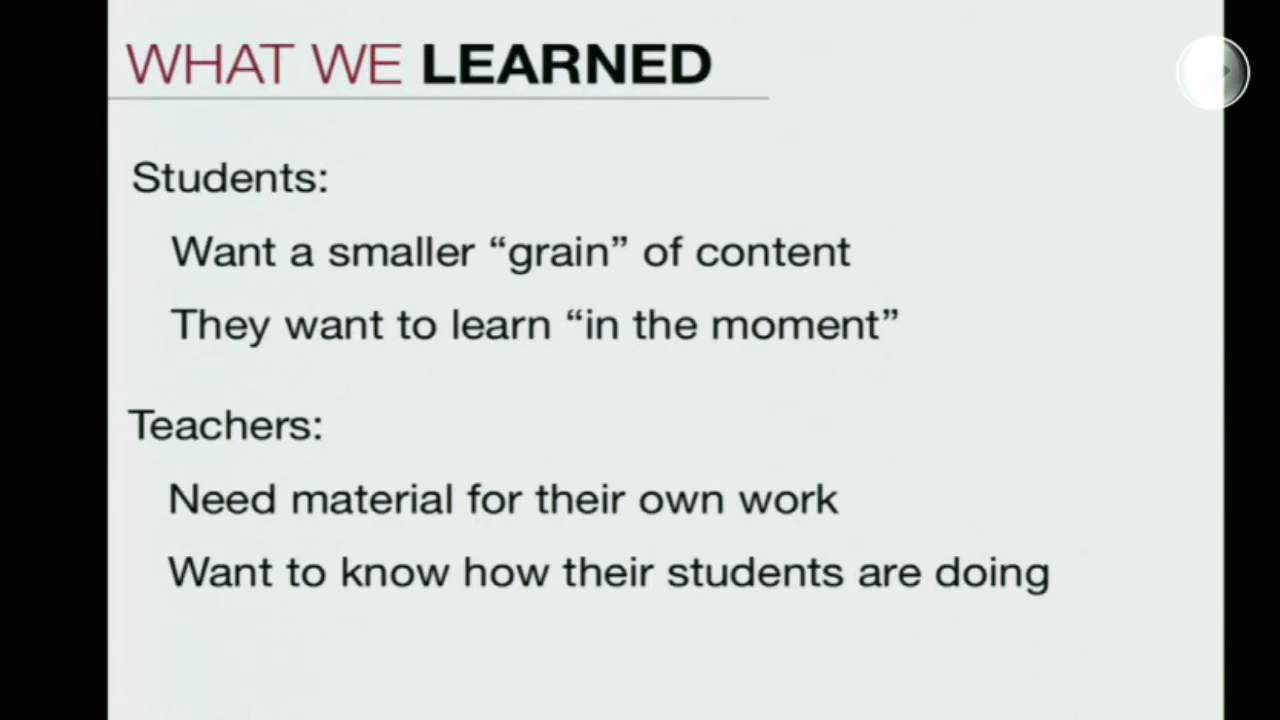 WHAT WE LEARNED
Students:
Want a smaller “grain” of content
They want to learn “in the moment”
Teachers:
Need material for their own work
Want to know how their students are doing